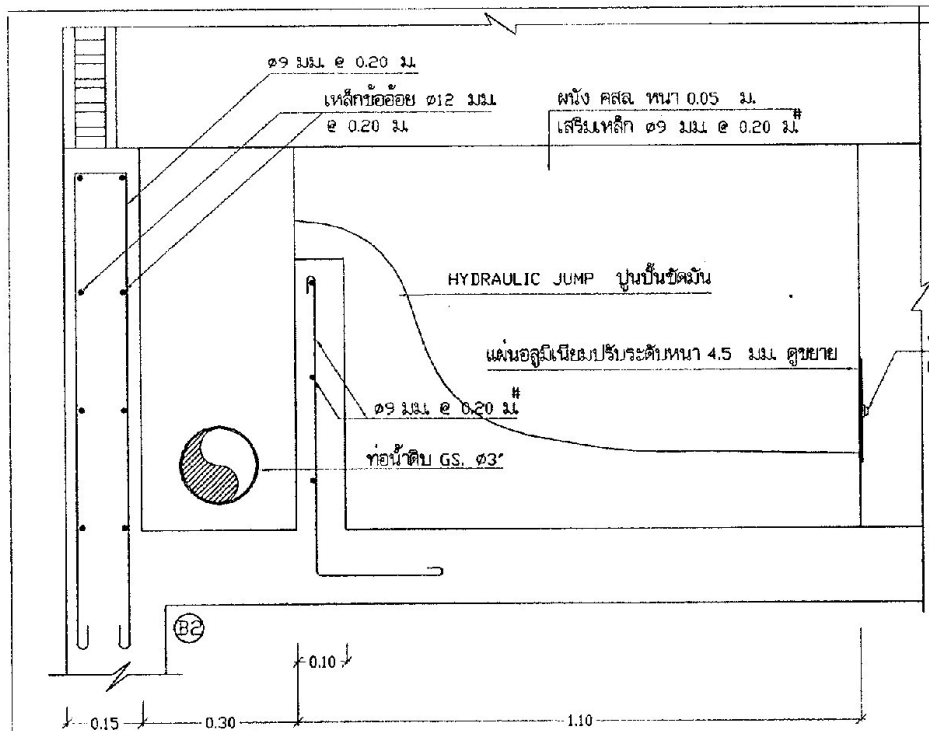 ø9 มม. @ 0.20 ม.
เหล็กข้ออ้อย ø12 มม.
@ 0.20 ม.
ผนัง คสล. หนา 0.05 ม.
เสริมเหล็ก ø9 มม. @ 0.20 ม.#
HYDRAULIC JUMP ปูนปั้นขัดมัน
แผ่นอลูมิเนียมปรับระดับหนา 4.5 มม. ดูขยาย
ø9 มม. @ 0.20 ม.#
ท่อน้ำดิบ GS. ø3"
B2
0.10
0.15
0.30
1.10